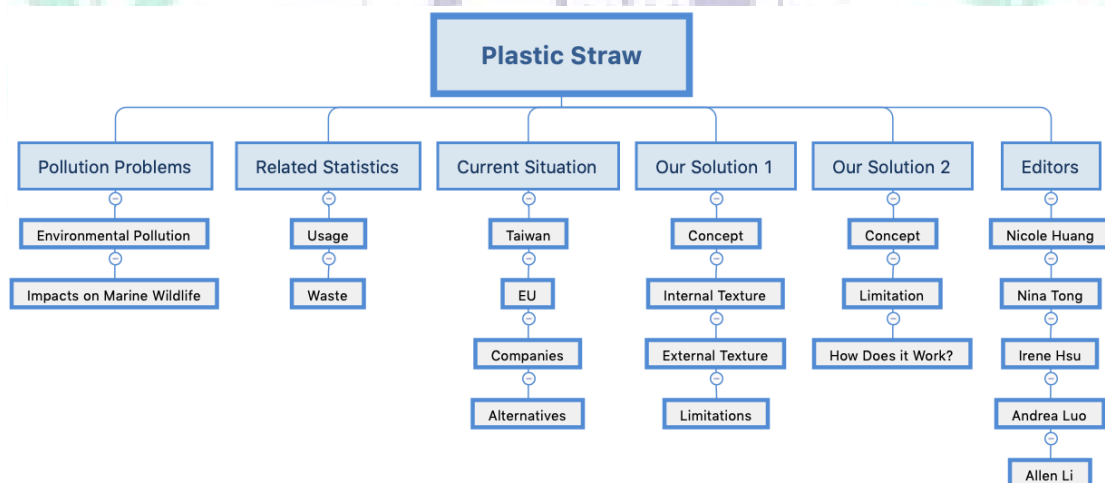 Plastic Straw
Pollution Problems
Related Statistics
Current Situation
Our Solution 1
Our Solution 2
Editors
Environmental Pollution
Usage
Taiwan
Concept
Concept
Nicole Huang
Impacts on Marine Wildlife
Waste
EU
Internal Texture
Limitation
Nina Tong
Companies
External Texture
How Does it Work?
Irene Hsu
Alternatives
Limitations
Andrea Luo
Allen Li